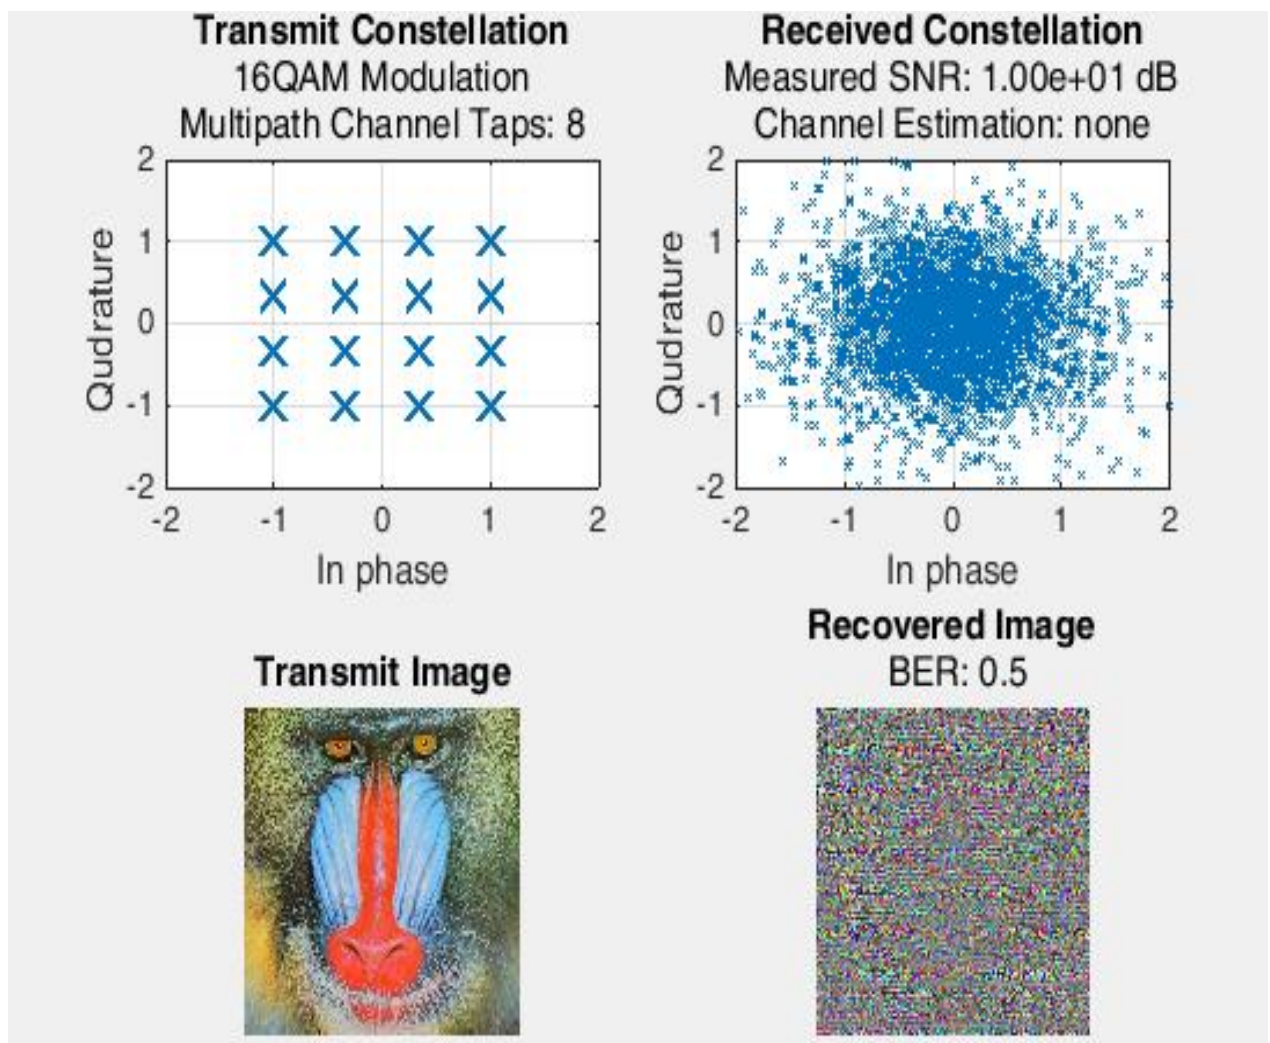 Transmit Constellation
16QAM Modulation
Multipath Channel Taps: 8
2
1
0
-1
-2
Qudrature
-2 -1 0 1 2
In phase
Received Constellation
Measured SNR: 1.00e+01 dB
Channel Estimation: none
2
1
0
-1
-2
Qudrature
-2 -1 0 1 2
In phase
Transmit Image
Recovered Image
BER: 0.5